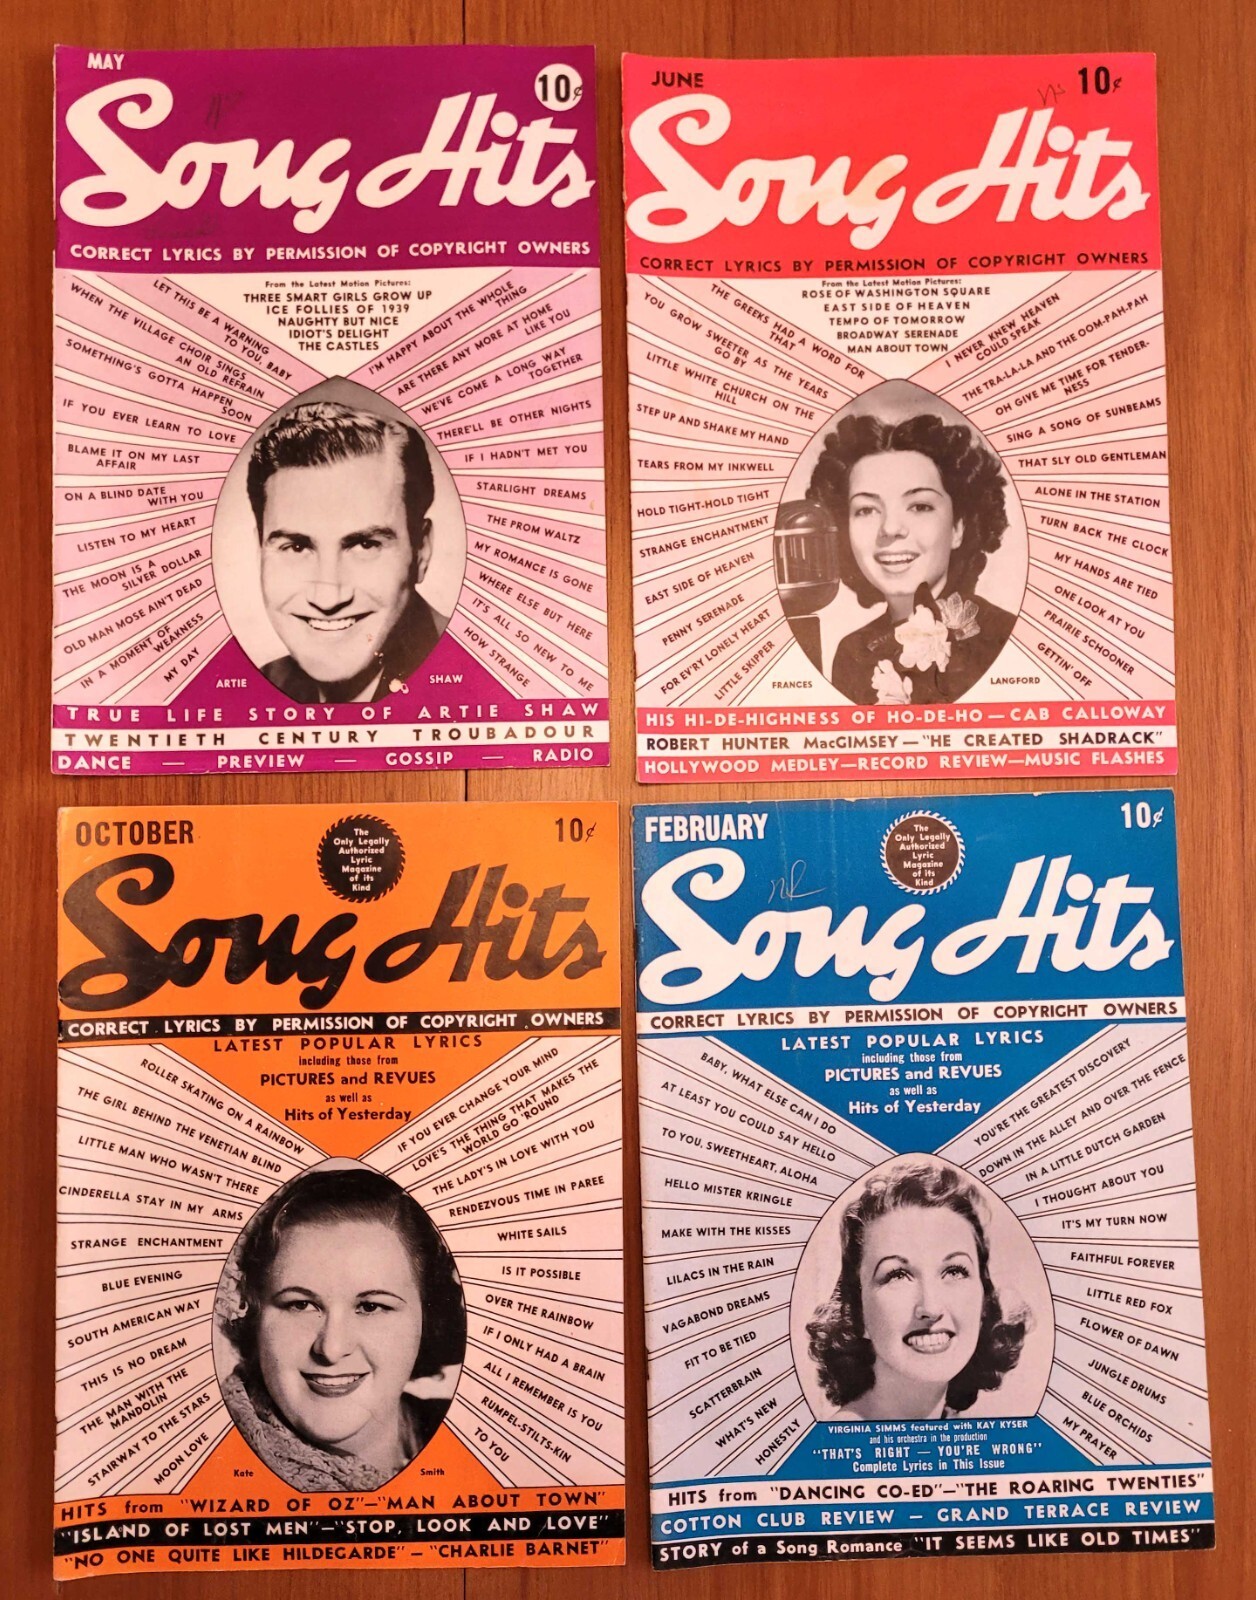 MAY
10¢
Song Hits
CORRECT LYRICS BY PERMISSION OF COPYRIGHT OWNERS
From the Latest Motion Pictures:
THREE SMART GIRLS GROW UP
ICE FOLLIES OF 1939
NAUGHTY BUT NICE
IDIOT'S DELIGHT
THE CASTLES
LET THIS BE A WARNING
TO YOU, BABY
WHEN THE VILLAGE CHOIR SINGS
AN OLD REFRAIN
SOMETHING'S GOTTA HAPPEN
SOON
IF YOU EVER LEARN TO LOVE
BLAME IT ON MY LAST
AFFAIR
ON A BLIND DATE
WITH YOU
LISTEN TO MY HEART
THE MOON IS A
SILVER DOLLAR
OLD MAN MOSE AIN'T DEAD
IN A MOMENT OF
WEAKNESS
MY DAY
I'M HAPPY ABOUT THE WHOLE
THING
ARE THERE ANY MORE AT HOME
LIKE YOU
WE'VE COME A LONG WAY
TOGETHER
THERE'LL BE OTHER NIGHTS
IF I HADN'T MET YOU
STARLIGHT DREAMS
THE PROM WALTZ
MY ROMANCE IS GONE
WHERE ELSE BUT HERE
IT'S ALL SO NEW TO ME
HOW STRANGE
ARTIE SHAW
TRUE LIFE STORY OF ARTIE SHAW
TWENTIETH CENTURY TROUBADOUR
DANCE — PREVIEW — GOSSIP — RADIO
JUNE
10¢
Song Hits
CORRECT LYRICS BY PERMISSION OF COPYRIGHT OWNERS
From the Latest Motion Pictures:
ROSE OF WASHINGTON SQUARE
EAST SIDE OF HEAVEN
TEMPO OF TOMORROW
BROADWAY SERENADE
MAN ABOUT TOWN
THE GREEKS HAD A WORD FOR
THAT
YOU GROW SWEETER AS THE YEARS
GO BY
LITTLE WHITE CHURCH ON THE
HILL
STEP UP AND SHAKE MY HAND
TEARS FROM MY INKWELL
HOLD TIGHT-HOLD TIGHT
STRANGE ENCHANTMENT
EAST SIDE OF HEAVEN
PENNY SERENADE
FOR EV'RY LONELY HEART
LITTLE SKIPPER
I NEVER KNEW HEAVEN
COULD SPEAK
THE TRA-LA-LA AND THE OOM-PAH-PAH
OH GIVE ME TIME FOR TENDER-
NESS
SING A SONG OF SUNBEAMS
THAT SLY OLD GENTLEMAN
ALONE IN THE STATION
TURN BACK THE CLOCK
MY HANDS ARE TIED
ONE LOOK AT YOU
PRAIRIE SCHOONER
GETTIN' OFF
FRANCES LANGFORD
HIS HI-DE-HIGHNESS OF HO-DE-HO — CAB CALLOWAY
ROBERT HUNTER MacGIMSEY — "HE CREATED SHADRACK"
HOLLYWOOD MEDLEY—RECORD REVIEW—MUSIC FLASHES
OCTOBER
10¢
The
Only Legally
Authorized
Lyric
Magazine
of its
Kind
Song Hits
CORRECT LYRICS BY PERMISSION OF COPYRIGHT OWNERS
LATEST POPULAR LYRICS
including those from
PICTURES and REVUES
as well as
Hits of Yesterday
ROLLER SKATING ON A RAINBOW
THE GIRL BEHIND THE VENETIAN BLIND
LITTLE MAN WHO WASN'T THERE
CINDERELLA STAY IN MY ARMS
STRANGE ENCHANTMENT
BLUE EVENING
SOUTH AMERICAN WAY
THIS IS NO DREAM
THE MAN WITH THE
MANDOLIN
STAIRWAY TO THE STARS
MOON LOVE
IF YOU EVER CHANGE YOUR MIND
LOVE'S THE THING THAT MAKES THE
WORLD GO 'ROUND
THE LADY'S IN LOVE WITH YOU
RENDEZVOUS TIME IN PAREE
WHITE SAILS
IS IT POSSIBLE
OVER THE RAINBOW
IF I ONLY HAD A BRAIN
ALL I REMEMBER IS YOU
RUMPEL-STILTS-KIN
TO YOU
Kate Smith
HITS from "WIZARD OF OZ"—"MAN ABOUT TOWN"
"ISLAND OF LOST MEN"—"STOP, LOOK AND LOVE"
"NO ONE QUITE LIKE HILDEGARDE" — "CHARLIE BARNET"
FEBRUARY
10¢
The
Only Legally
Authorized
Lyric
Magazine
of its
Kind
Song Hits
CORRECT LYRICS BY PERMISSION OF COPYRIGHT OWNERS
LATEST POPULAR LYRICS
including those from
PICTURES and REVUES
as well as
Hits of Yesterday
BABY, WHAT ELSE CAN I DO
AT LEAST YOU COULD SAY HELLO
TO YOU, SWEETHEART, ALOHA
HELLO MISTER KRINGLE
MAKE WITH THE KISSES
LILACS IN THE RAIN
VAGABOND DREAMS
FIT TO BE TIED
SCATTERBRAIN
WHAT'S NEW
HONESTLY
YOU'RE THE GREATEST DISCOVERY
DOWN IN THE ALLEY AND OVER THE FENCE
IN A LITTLE DUTCH GARDEN
I THOUGHT ABOUT YOU
IT'S MY TURN NOW
FAITHFUL FOREVER
LITTLE RED FOX
FLOWER OF DAWN
JUNGLE DRUMS
BLUE ORCHIDS
MY PRAYER
VIRGINIA SIMMS featured with KAY KYSER
and his orchestra in the production
"THAT'S RIGHT — YOU'RE WRONG"
Complete Lyrics in This Issue
HITS from "DANCING CO-ED"—"THE ROARING TWENTIES"
COTTON CLUB REVIEW — GRAND TERRACE REVIEW
STORY of a Song Romance "IT SEEMS LIKE OLD TIMES"